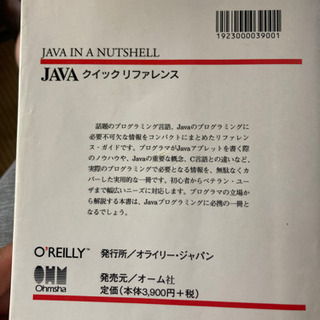 1923000039001
JAVA IN A NUTSHELL
JAVA クイック リファレンス
話題のプログラミング言語、Javaのプログラミングに
必要不可欠な情報をコンパクトにまとめたリファレン
ス・ガイドです。プログラマがJavaアプレットを書く際
のノウハウや、Javaの重要な概念、C言語との違いなど、
実際のプログラミングで必要となる情報を、無駄なくカ
バーした実用的な一冊です。初心者からベテラン・ユー
ザまで幅広いニーズに対応します。プログラマの立場か
ら解説する本書は、Javaプログラミングに必携の一冊と
なるでしょう。
O'REILLY™ 発行所／オライリー・ジャパン
OHM
Ohmsha
発売元／オーム社
定価（本体3,900円+税）